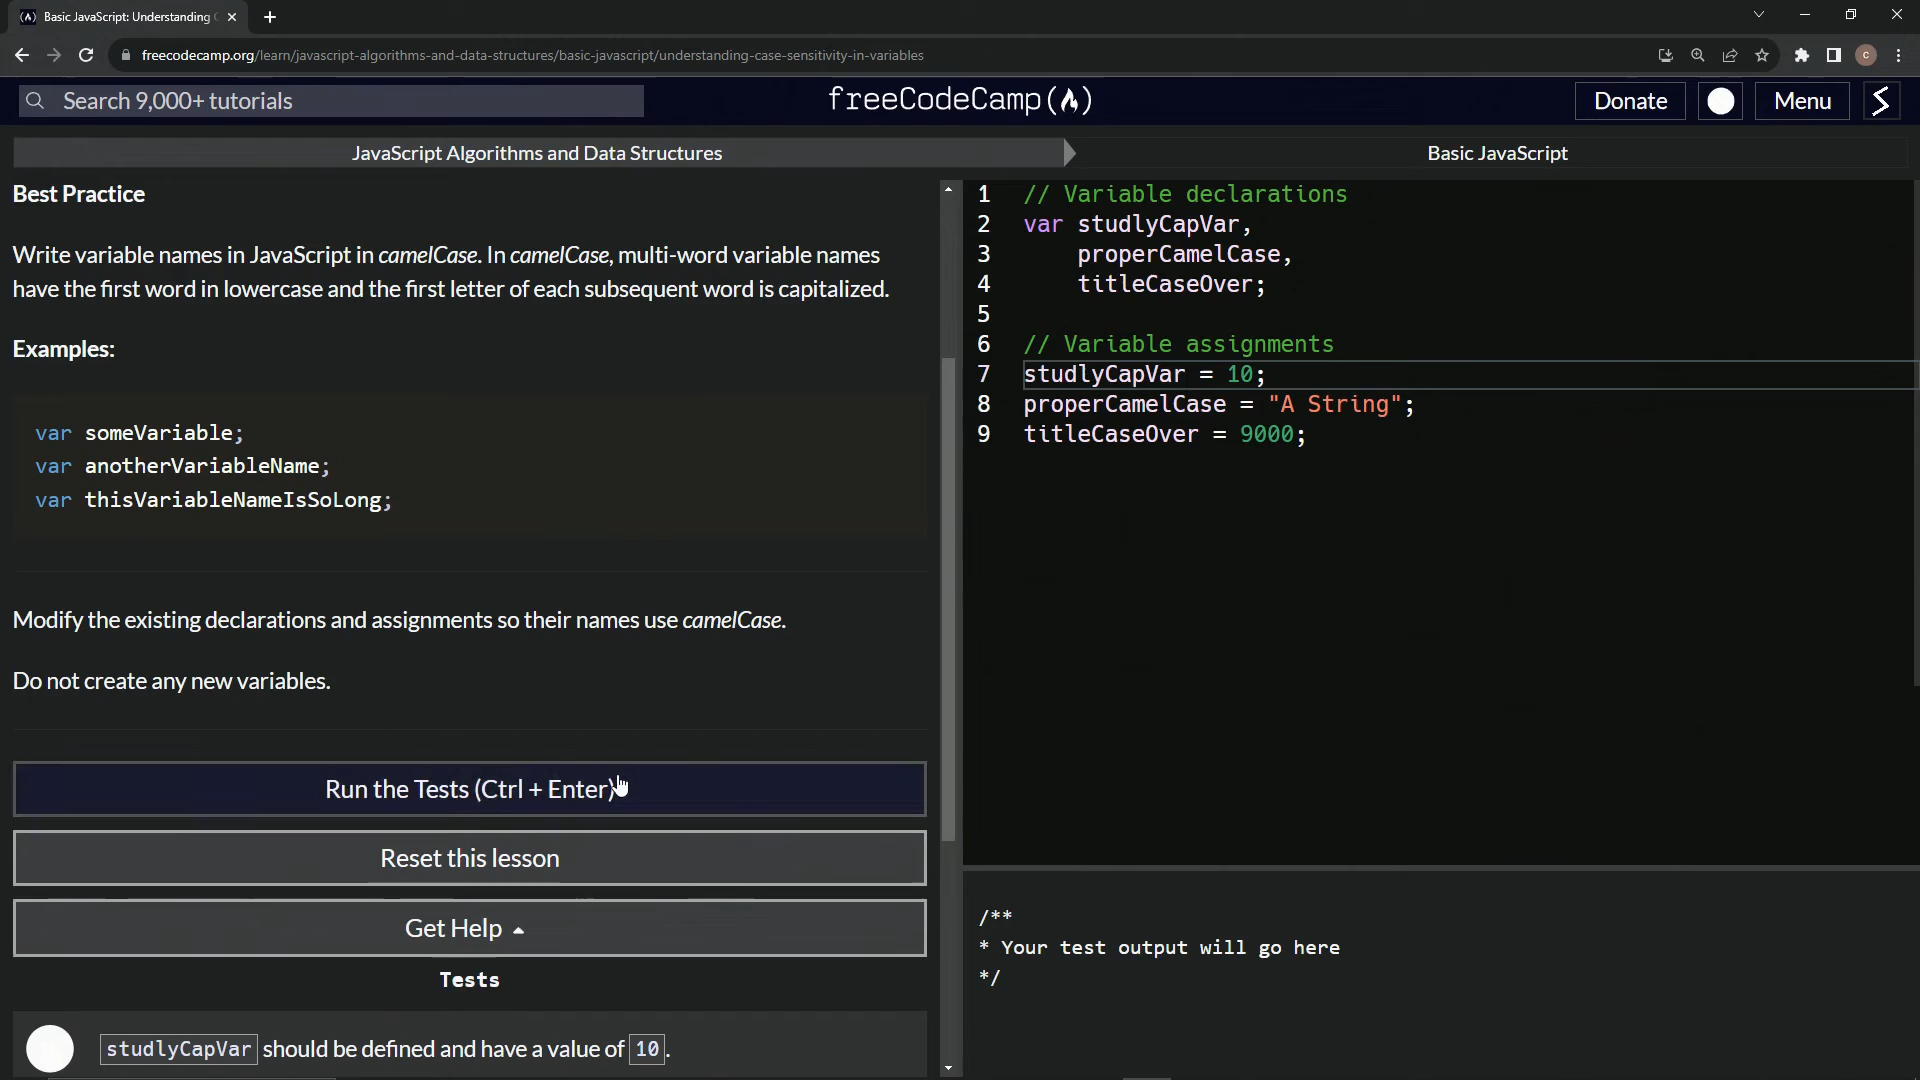 Basic JavaScript: Understanding
freecodecamp.org/learn/javascript-algorithms-and-data-structures/basic-javascript/understanding-case-sensitivity-in-variables
c
Search 9,000+ tutorials
freeCodeCamp
Donate
Menu
JavaScript Algorithms and Data Structures
Basic JavaScript
Best Practice
Write variable names in JavaScript in camelCase. In camelCase, multi-word variable names
have the first word in lowercase and the first letter of each subsequent word is capitalized.
Examples:
var someVariable;
var anotherVariableName;
var thisVariableNameIsSoLong;
Modify the existing declarations and assignments so their names use camelCase.
Do not create any new variables.
Run the Tests (Ctrl + Enter)
Reset this lesson
Get Help
Tests
studlyCapVar should be defined and have a value of 10.
1 // Variable declarations
2 var studlyCapVar,
3     properCamelCase,
4     titleCaseOver;
5
6 // Variable assignments
7 studlyCapVar = 10;
8 properCamelCase = "A String";
9 titleCaseOver = 9000;
/**
* Your test output will go here
*/